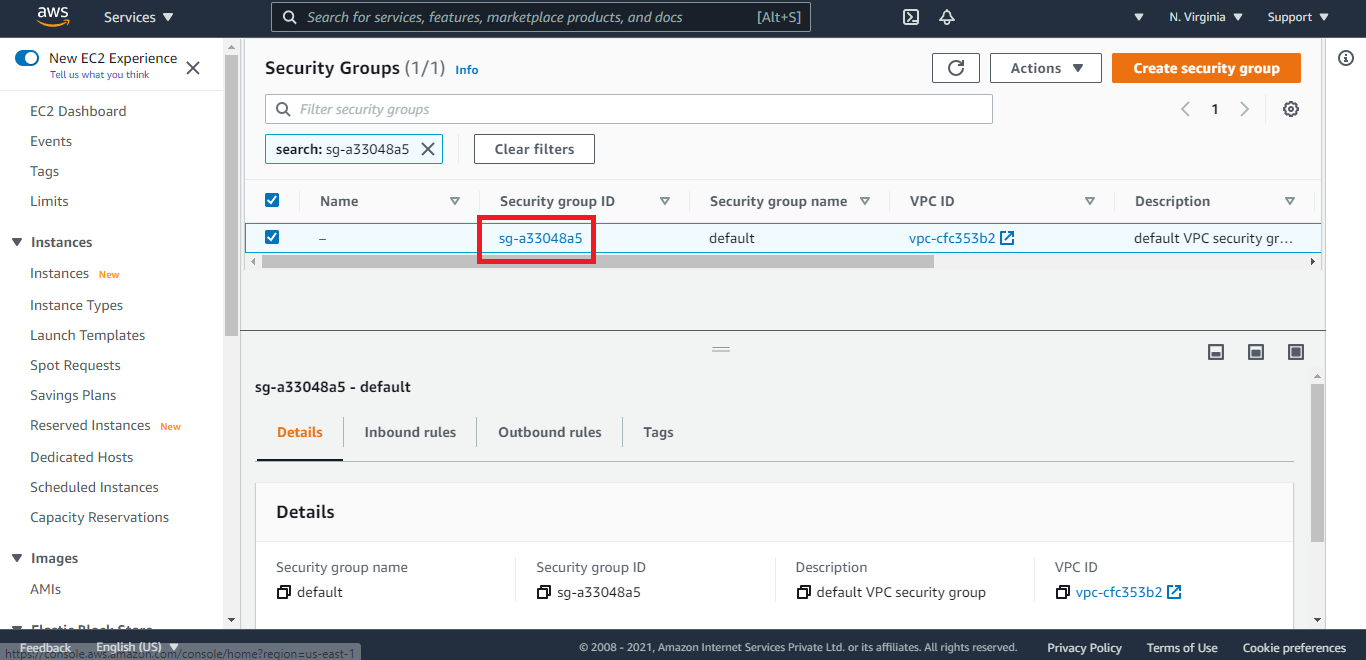 aws Services Search for services, features, marketplace products, and docs [Alt+S] N. Virginia Support
New EC2 Experience
Tell us what you think
EC2 Dashboard
Events
Tags
Limits
Instances
Instances New
Instance Types
Launch Templates
Spot Requests
Savings Plans
Reserved Instances New
Dedicated Hosts
Scheduled Instances
Capacity Reservations
Images
AMIs
Elastic Block Store
Security Groups (1/1) Info
Actions Create security group
Filter security groups
1
search: sg-a33048a5 Clear filters
Name Security group ID Security group name VPC ID Description
– sg-a33048a5 default vpc-cfc353b2 default VPC security gr...
sg-a33048a5 - default
Details Inbound rules Outbound rules Tags
Details
Security group name Security group ID Description VPC ID
default sg-a33048a5 default VPC security group vpc-cfc353b2
Feedback English (US) © 2008 - 2021, Amazon Internet Services Private Ltd. or its affiliates. All rights reserved. Privacy Policy Terms of Use Cookie preferences
https://console.aws.amazon.com/console/home?region=us-east-1